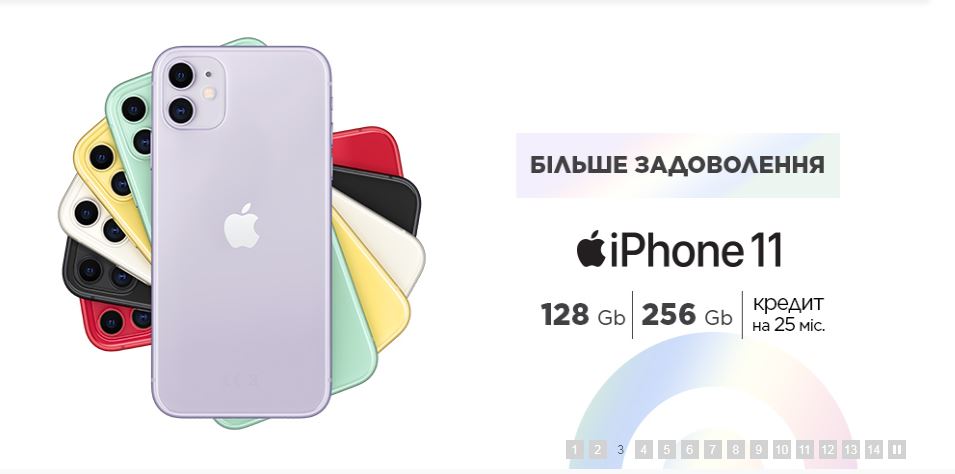 БІЛЬШЕ ЗАДОВОЛЕННЯ
iPhone 11
128 Gb 256 Gb кредит
на 25 міс.
1 2 3 4 5 6 7 8 9 10 11 12 13 14